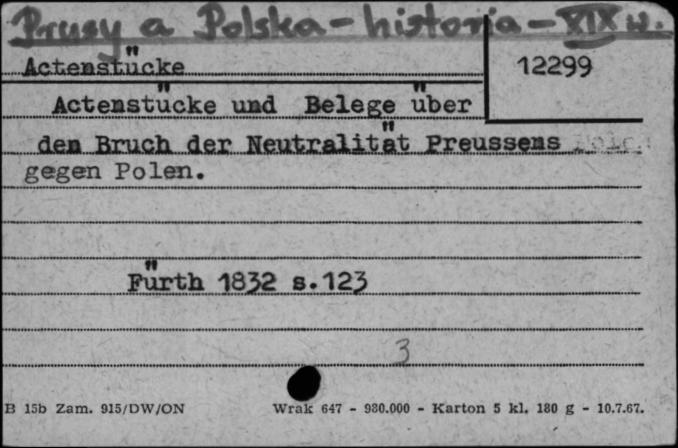 Prusy a Polska - historia - XIX w.
Actenstücke
12299
Actenstücke und Belege über
den Bruch der Neutralität Preussens
gegen Polen.
Fürth 1832 s.123
3
B 15b Zam. 915/DW/ON Wrak 647 - 980.000 - Karton 5 kl. 180 g - 10.7.67.